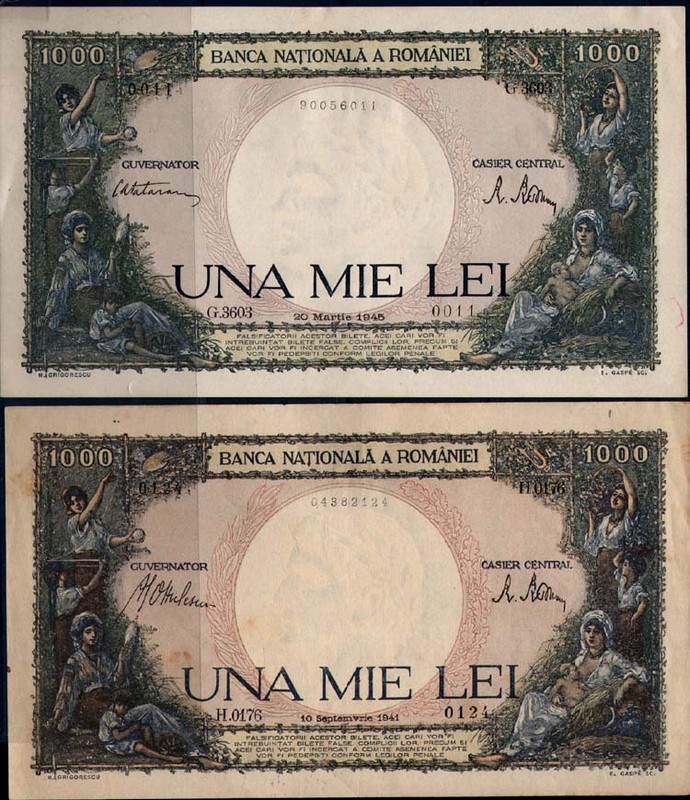 1000 BANCA NAȚIONALĂ A ROMÂNIEI 1000
0011 G.3603
90056011
GUVERNATOR CASIER CENTRAL
UNA MIE LEI
G.3603 20 Martie 1945 0011
FALSIFICATORII ACESTOR BILETE, ACEI CARI VOR FI
INTREBUINȚAT BILETE FALSE, COMPLICII LOR, PRECUM SI
ACEI CARI VOR FI INCERCAT A COMITE ASEMENEA FAPTE
VOR FI PEDEPSITI CONFORM LEGILOR PENALE
N.GRIGORESCU E. GASPÉ SC.
1000 BANCA NAȚIONALĂ A ROMÂNIEI 1000
0124 H.0176
04382124
GUVERNATOR CASIER CENTRAL
UNA MIE LEI
H.0176 10 Septemvrie 1941 0124
FALSIFICATORII ACESTOR BILETE, ACEI CARI VOR FI
INTREBUINȚAT BILETE FALSE, COMPLICII LOR, PRECUM SI
ACEI CARI VOR FI INCERCAT A COMITE ASEMENEA FAPTE
VOR FI PEDEPSITI CONFORM LEGILOR PENALE
N.GRIGORESCU E. GASPÉ SC.